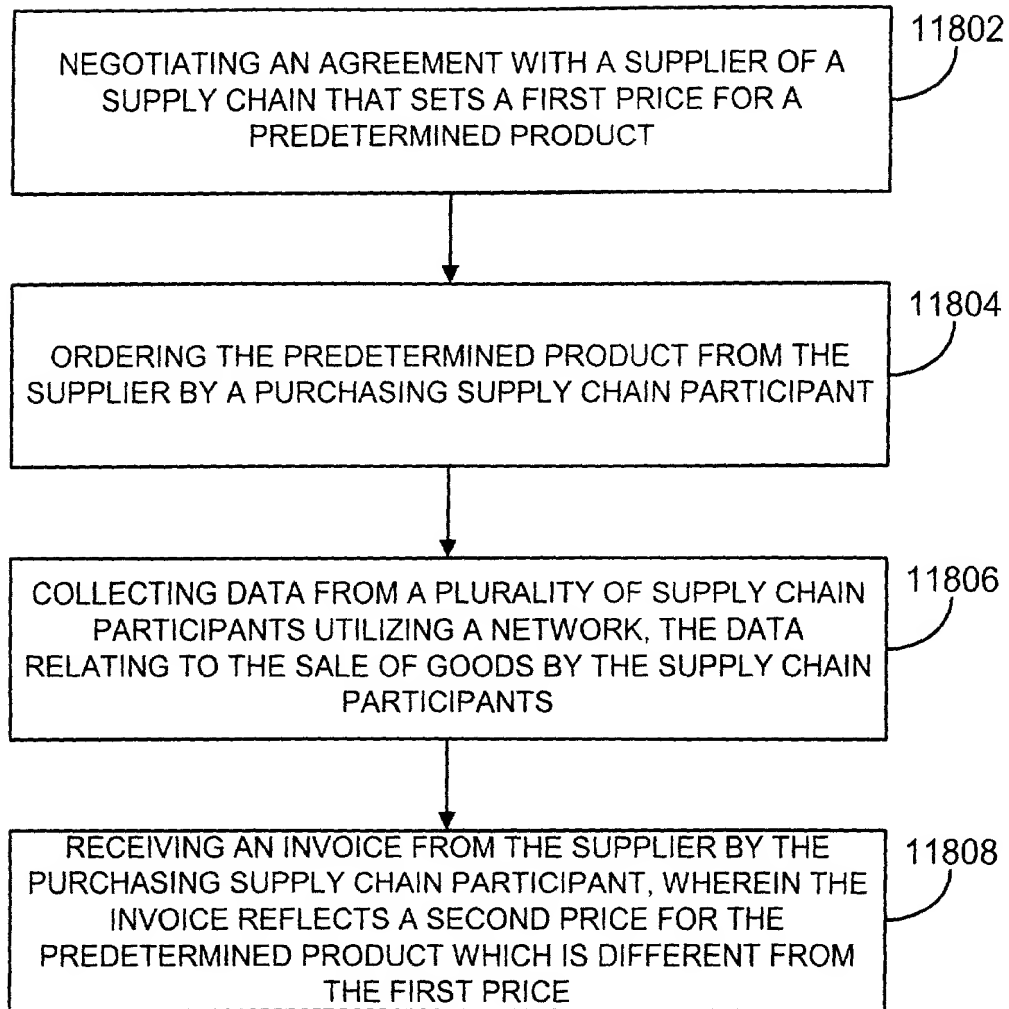 11802
NEGOTIATING AN AGREEMENT WITH A SUPPLIER OF A
SUPPLY CHAIN THAT SETS A FIRST PRICE FOR A
PREDETERMINED PRODUCT
11804
ORDERING THE PREDETERMINED PRODUCT FROM THE
SUPPLIER BY A PURCHASING SUPPLY CHAIN PARTICIPANT
11806
COLLECTING DATA FROM A PLURALITY OF SUPPLY CHAIN
PARTICIPANTS UTILIZING A NETWORK, THE DATA
RELATING TO THE SALE OF GOODS BY THE SUPPLY CHAIN
PARTICIPANTS
11808
RECEIVING AN INVOICE FROM THE SUPPLIER BY THE
PURCHASING SUPPLY CHAIN PARTICIPANT, WHEREIN THE
INVOICE REFLECTS A SECOND PRICE FOR THE
PREDETERMINED PRODUCT WHICH IS DIFFERENT FROM
THE FIRST PRICE